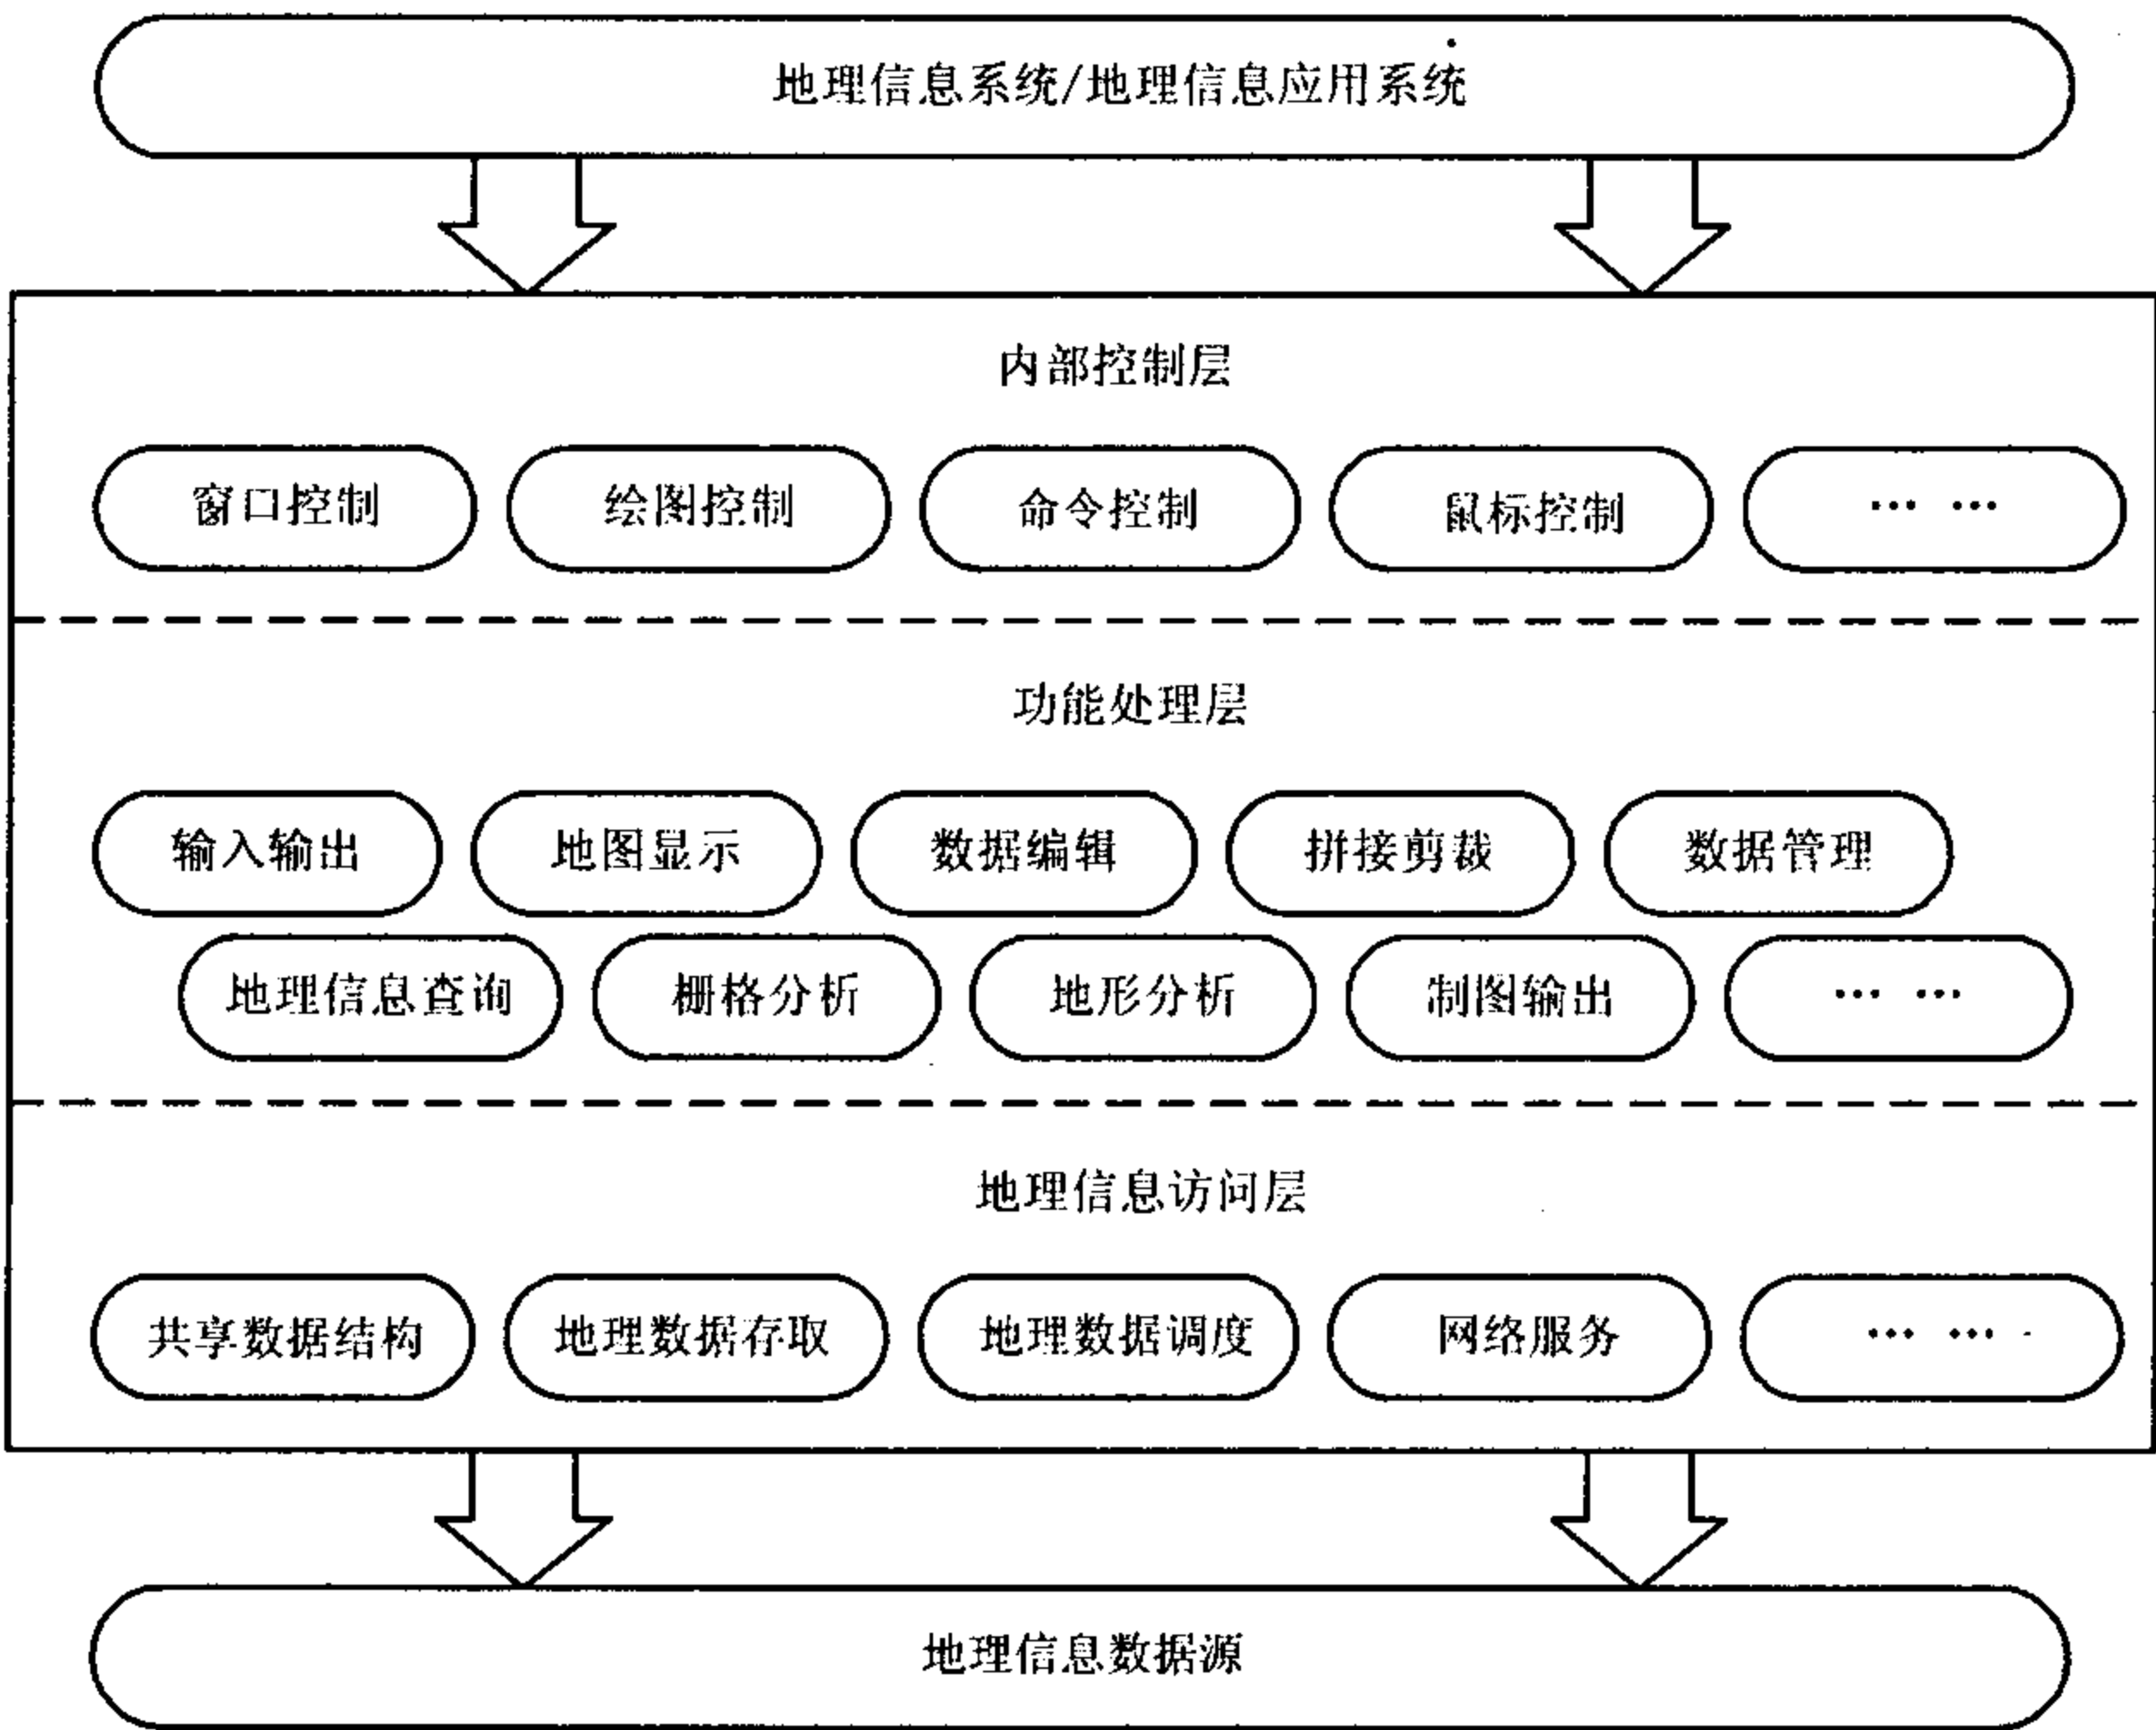 地理信息系统/地理信息应用系统
内部控制层
窗口控制 绘图控制 命令控制 鼠标控制 … …
功能处理层
输入输出 地图显示 数据编辑 拼接剪裁 数据管理
地理信息查询 栅格分析 地形分析 制图输出 … …
地理信息访问层
共享数据结构 地理数据存取 地理数据调度 网络服务 … …
地理信息数据源